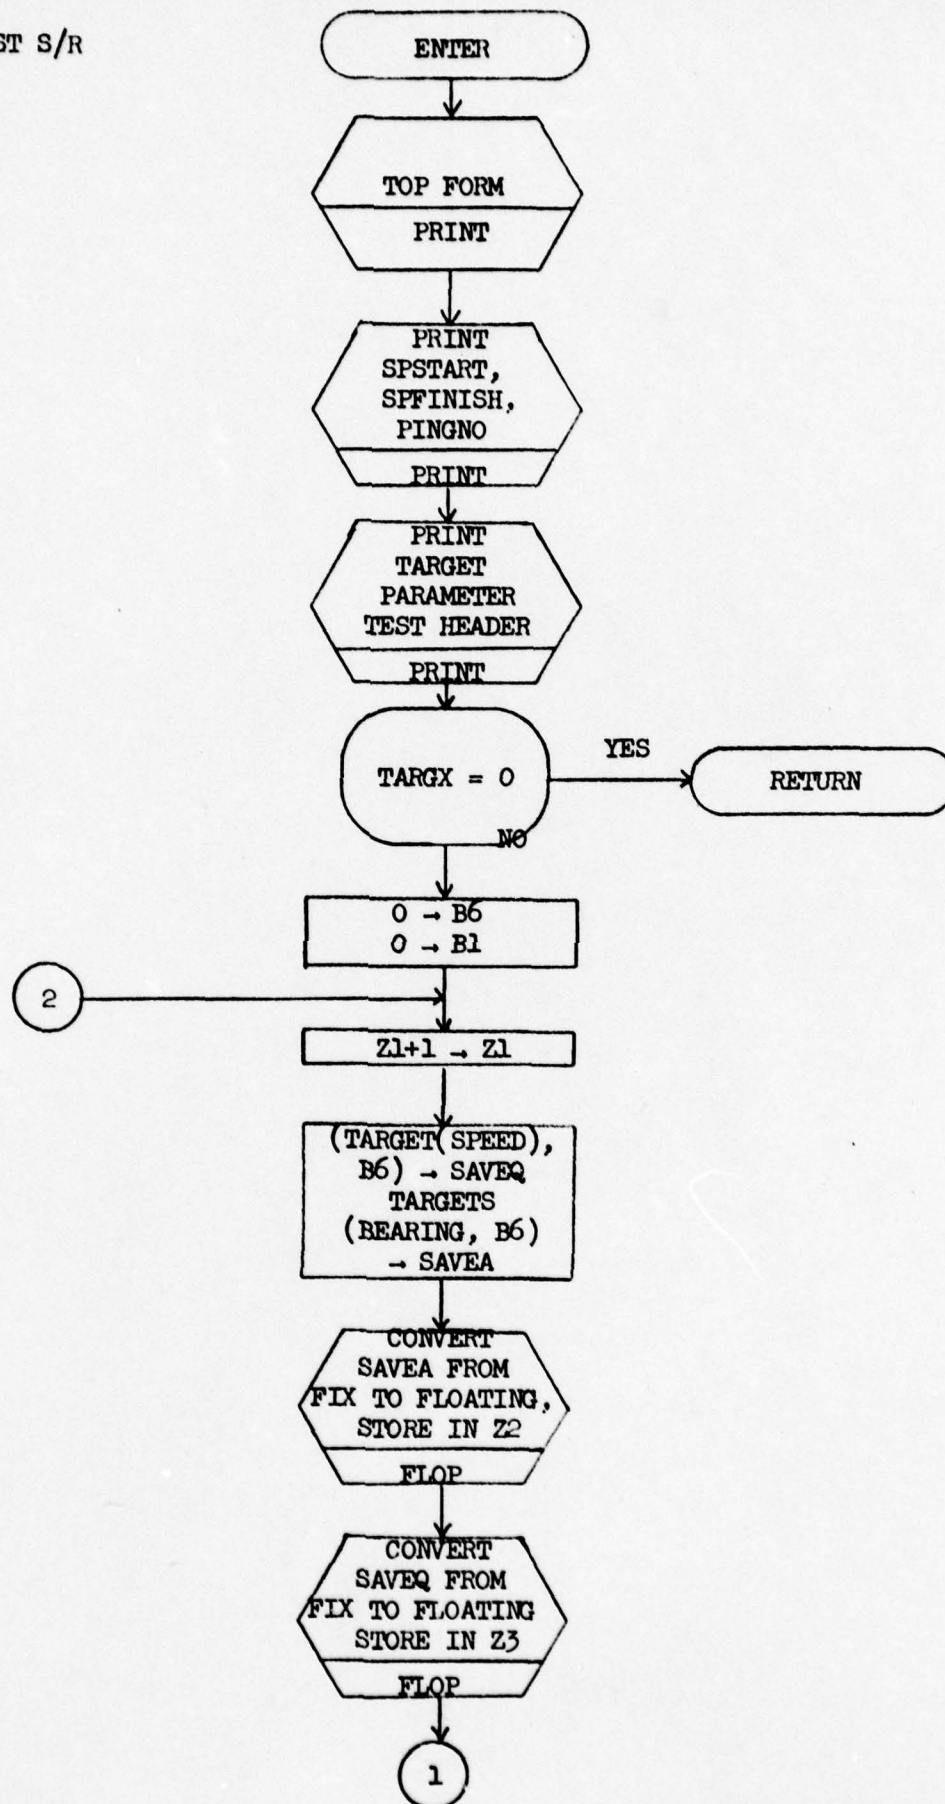 ST S/R
ENTER
TOP FORM
PRINT
PRINT
SPSTART,
SPFINISH,
PINGNO
PRINT
PRINT
TARGET
PARAMETER
TEST HEADER
PRINT
TARGX = 0
YES
RETURN
NO
0 → B6
0 → B1
2
Z1+1 → Z1
(TARGET(SPEED),
B6) → SAVEQ
TARGETS
(BEARING, B6)
→ SAVEA
CONVERT
SAVEA FROM
FIX TO FLOATING,
STORE IN Z2
FLOP
CONVERT
SAVEQ FROM
FIX TO FLOATING
STORE IN Z3
FLOP
1